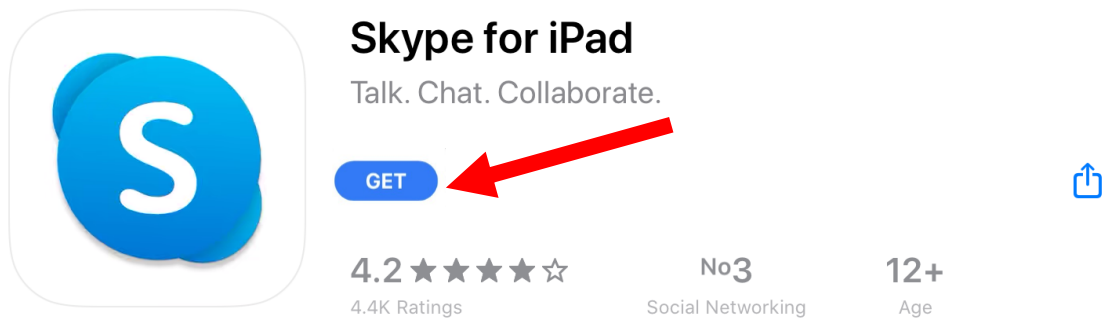 S
Skype for iPad
Talk. Chat. Collaborate.
GET
4.2 ★★★★☆
No3
12+
4.4K Ratings
Social Networking
Age